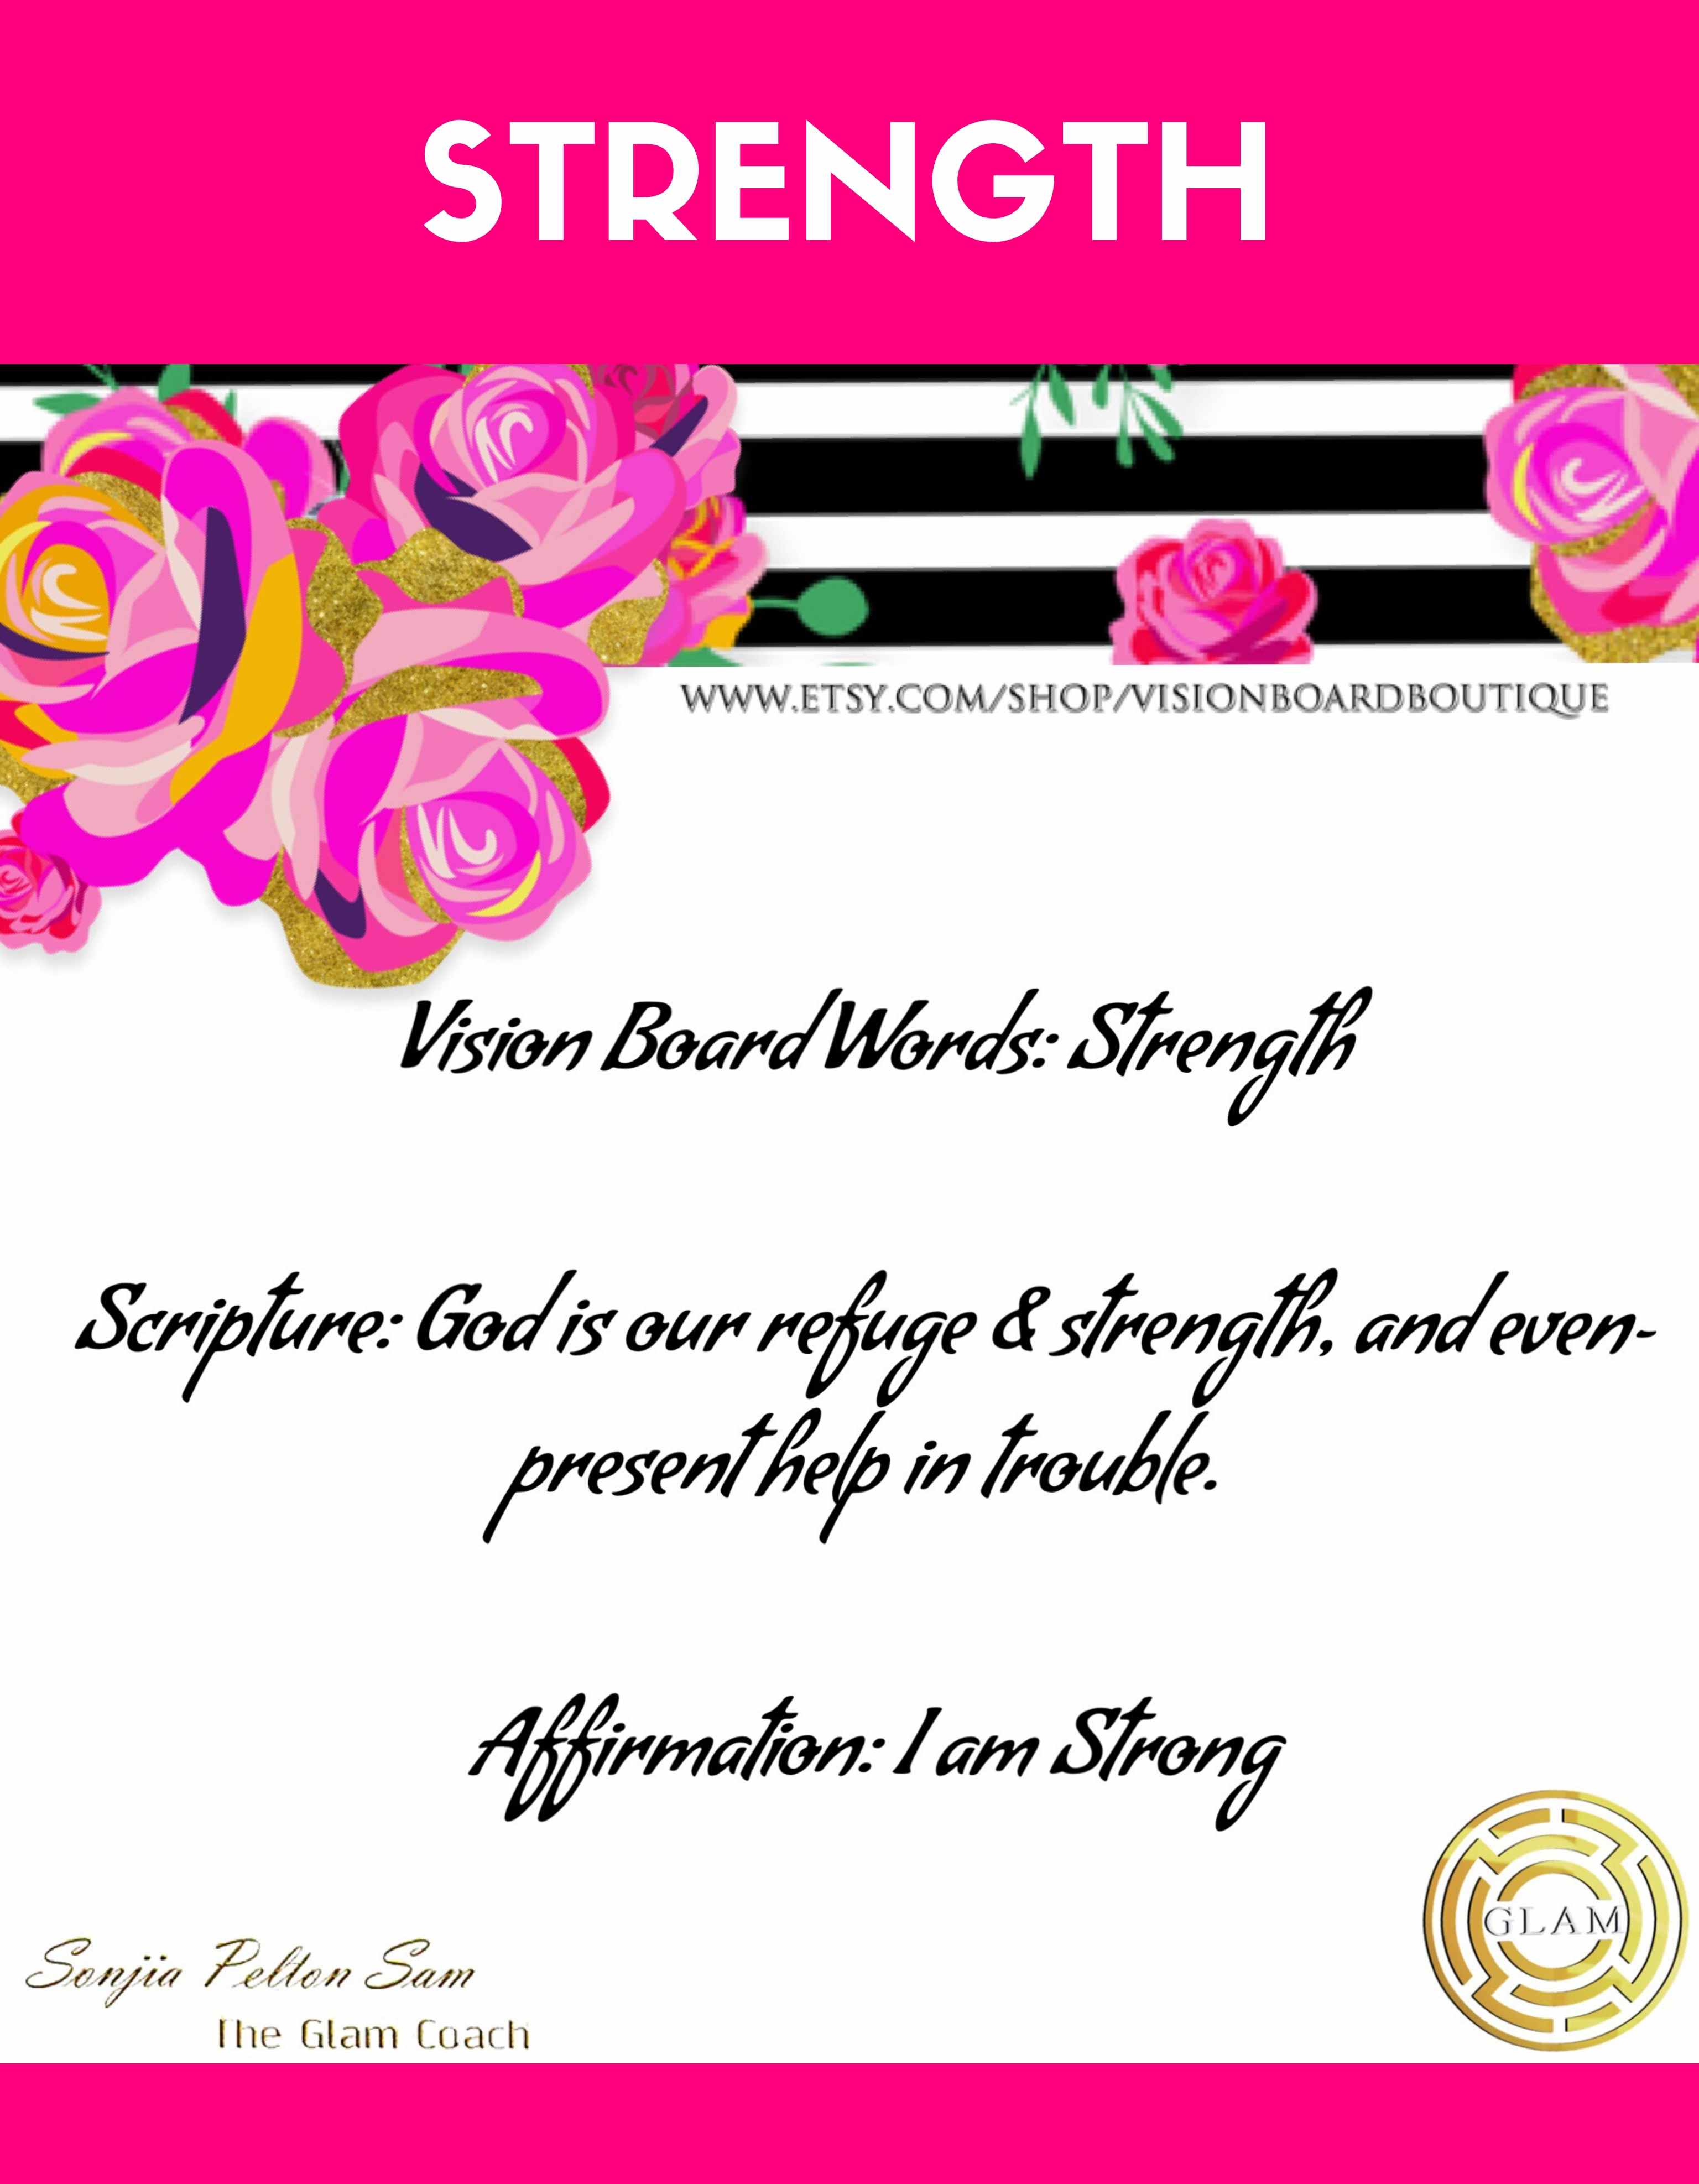 STRENGTH
WWW.ETSY.COM/SHOP/VISIONBOARDBOUTIQUE
Vision Board Words: Strength
Scripture: God is our refuge & strength, and even-
present help in trouble.
Affirmation: I am Strong
GLAM
Sonjia Pelton Sam
The Glam Coach